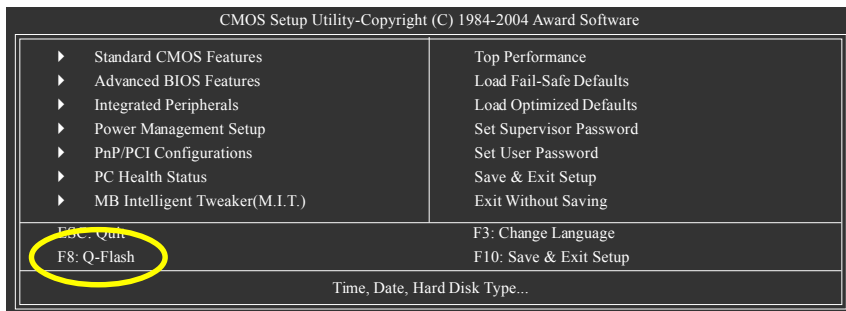 CMOS Setup Utility-Copyright (C) 1984-2004 Award Software
Standard CMOS Features
Advanced BIOS Features
Integrated Peripherals
Power Management Setup
PnP/PCI Configurations
PC Health Status
MB Intelligent Tweaker(M.I.T.)
Top Performance
Load Fail-Safe Defaults
Load Optimized Defaults
Set Supervisor Password
Set User Password
Save & Exit Setup
Exit Without Saving
ESC: Quit
F3: Change Language
F8: Q-Flash
F10: Save & Exit Setup
Time, Date, Hard Disk Type...